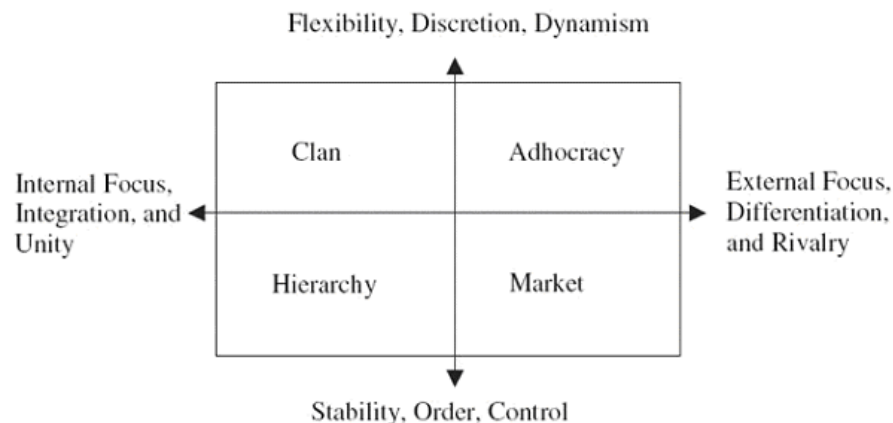 Flexibility, Discretion, Dynamism
Clan
Adhocracy
Internal Focus,
Integration, and
Unity
External Focus,
Differentiation,
and Rivalry
Hierarchy
Market
Stability, Order, Control